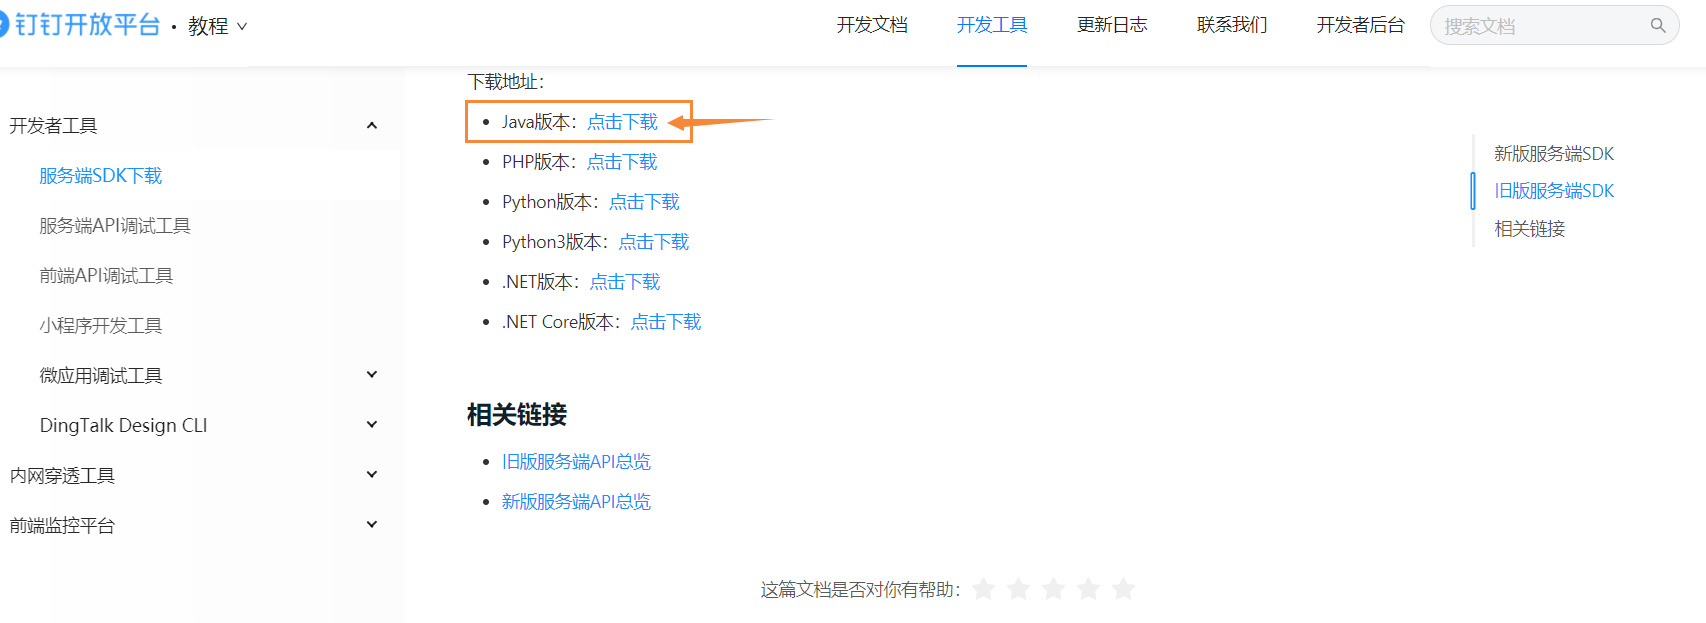 钉钉开放平台 · 教程
开发文档 开发工具 更新日志 联系我们 开发者后台 搜索文档
开发者工具
服务端SDK下载
服务端API调试工具
前端API调试工具
小程序开发工具
微应用调试工具
DingTalk Design CLI
内网穿透工具
前端监控平台
下载地址：
• Java版本：点击下载
• PHP版本：点击下载
• Python版本：点击下载
• Python3版本：点击下载
• .NET版本：点击下载
• .NET Core版本：点击下载
相关链接
• 旧版服务端API总览
• 新版服务端API总览
这篇文档是否对你有帮助：
新版服务端SDK
旧版服务端SDK
相关链接